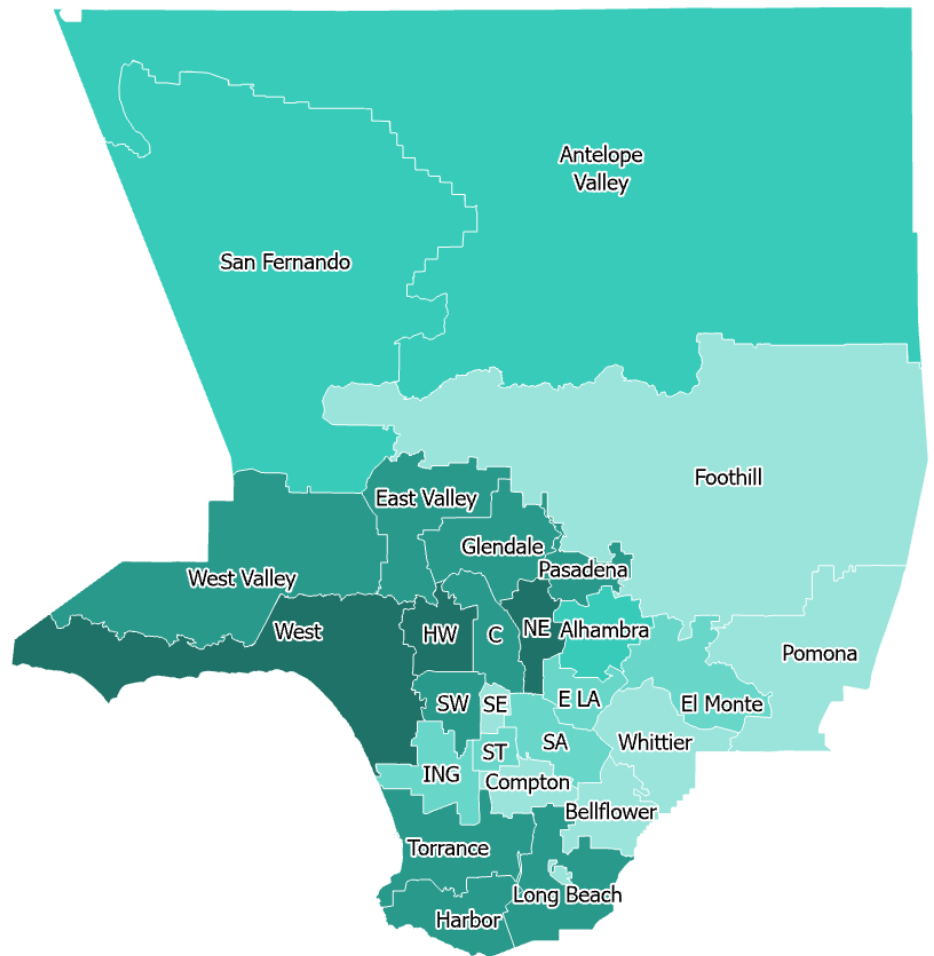 Antelope
Valley
San Fernando
Foothill
East Valley
Glendale
Pasadena
West Valley
West
HW
C
NE
Alhambra
Pomona
SW
SE
E LA
El Monte
ST
SA
Whittier
ING
Compton
Bellflower
Torrance
Long Beach
Harbor